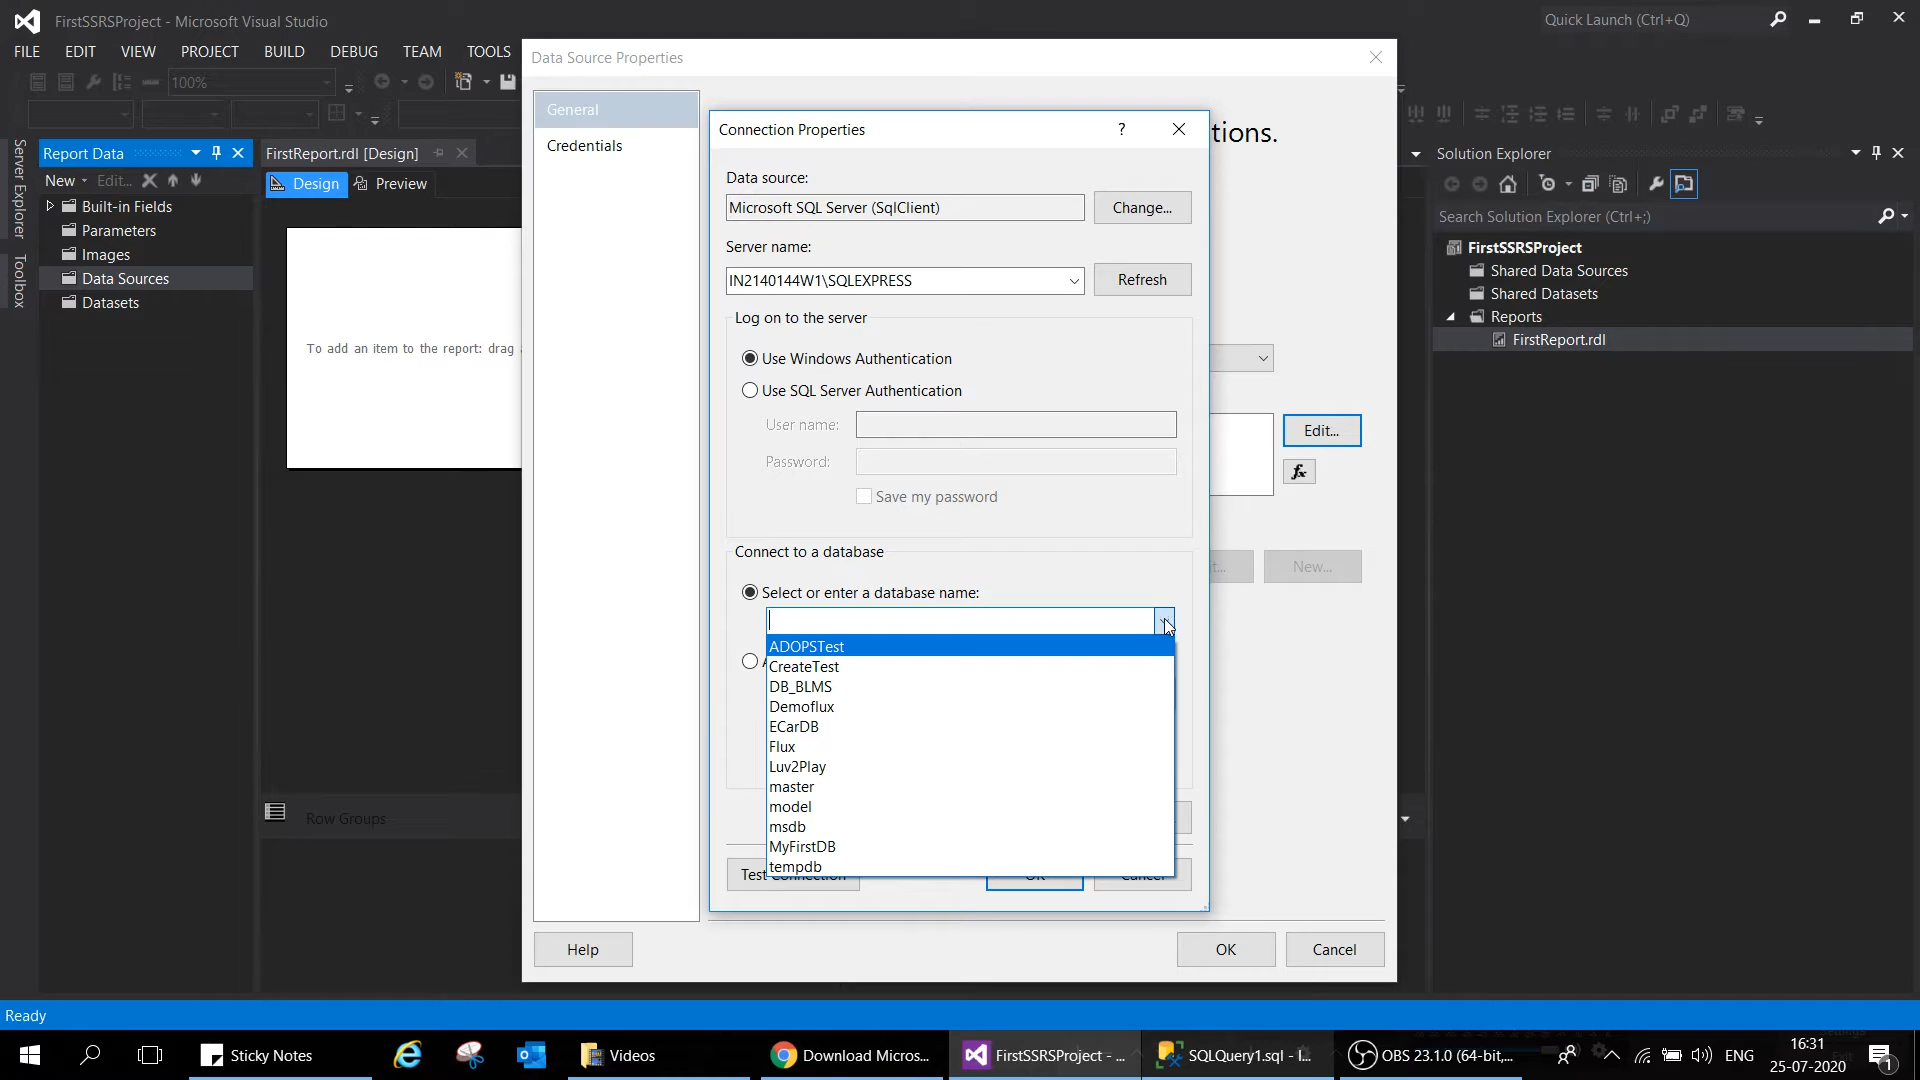 FirstSSRSProject - Microsoft Visual Studio
Quick Launch (Ctrl+Q)
FILE EDIT VIEW PROJECT BUILD DEBUG TEAM TOOLS
100%
Data Source Properties
General
Credentials
tions.
Connection Properties
?
Data source:
Microsoft SQL Server (SqlClient)
Change...
Server name:
IN2140144W1\SQLEXPRESS
Refresh
Log on to the server
Use Windows Authentication
Use SQL Server Authentication
User name:
Password:
Save my password
Connect to a database
Select or enter a database name:
ADOPSTest
CreateTest
DB_BLMS
Demoflux
ECarDB
Flux
Luv2Play
master
model
msdb
MyFirstDB
tempdb
Test Connection
OK
Cancel
Edit...
fx
New...
Help
OK
Cancel
Server Explorer
Toolbox
Report Data
New Edit...
Built-in Fields
Parameters
Images
Data Sources
Datasets
FirstReport.rdl [Design]
Design
Preview
To add an item to the report: drag
Row Groups
Solution Explorer
Search Solution Explorer (Ctrl+;)
FirstSSRSProject
Shared Data Sources
Shared Datasets
Reports
FirstReport.rdl
Ready
Sticky Notes
Videos
Download Micros...
FirstSSRSProject - ...
SQLQuery1.sql - I...
OBS 23.1.0 (64-bit,...
ENG
16:31
25-07-2020
1